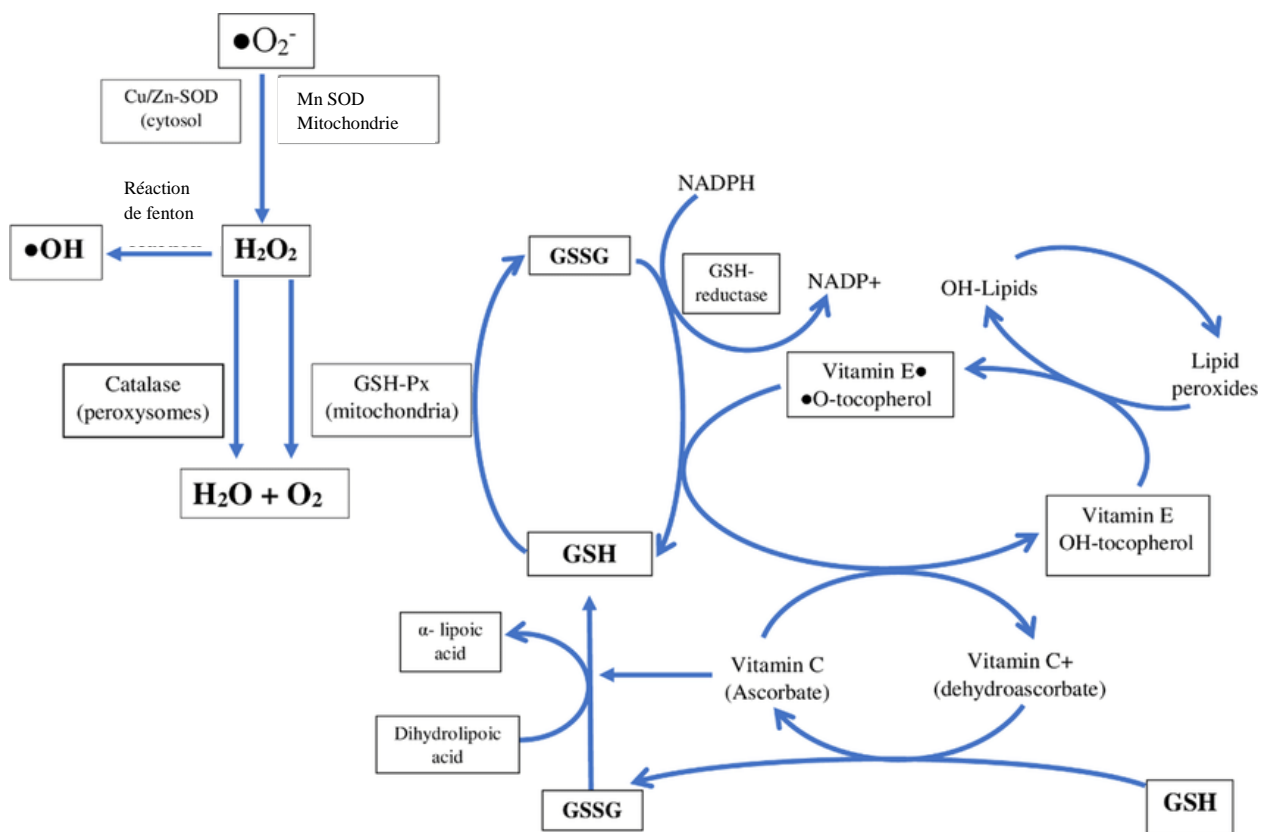 ●O₂⁻
Cu/Zn-SOD
(cytosol
Mn SOD
Mitochondrie
Réaction
de fenton
●OH
H₂O₂
Catalase
(peroxysomes)
GSH-Px
(mitochondria)
H₂O + O₂
NADPH
GSSG
GSH-
reductase
NADP+
OH-Lipids
Lipid
peroxides
Vitamin E●
●O-tocopherol
Vitamin E
OH-tocopherol
GSH
α- lipoic
acid
Dihydrolipoic
acid
Vitamin C
(Ascorbate)
Vitamin C+
(dehydroascorbate)
GSSG
GSH